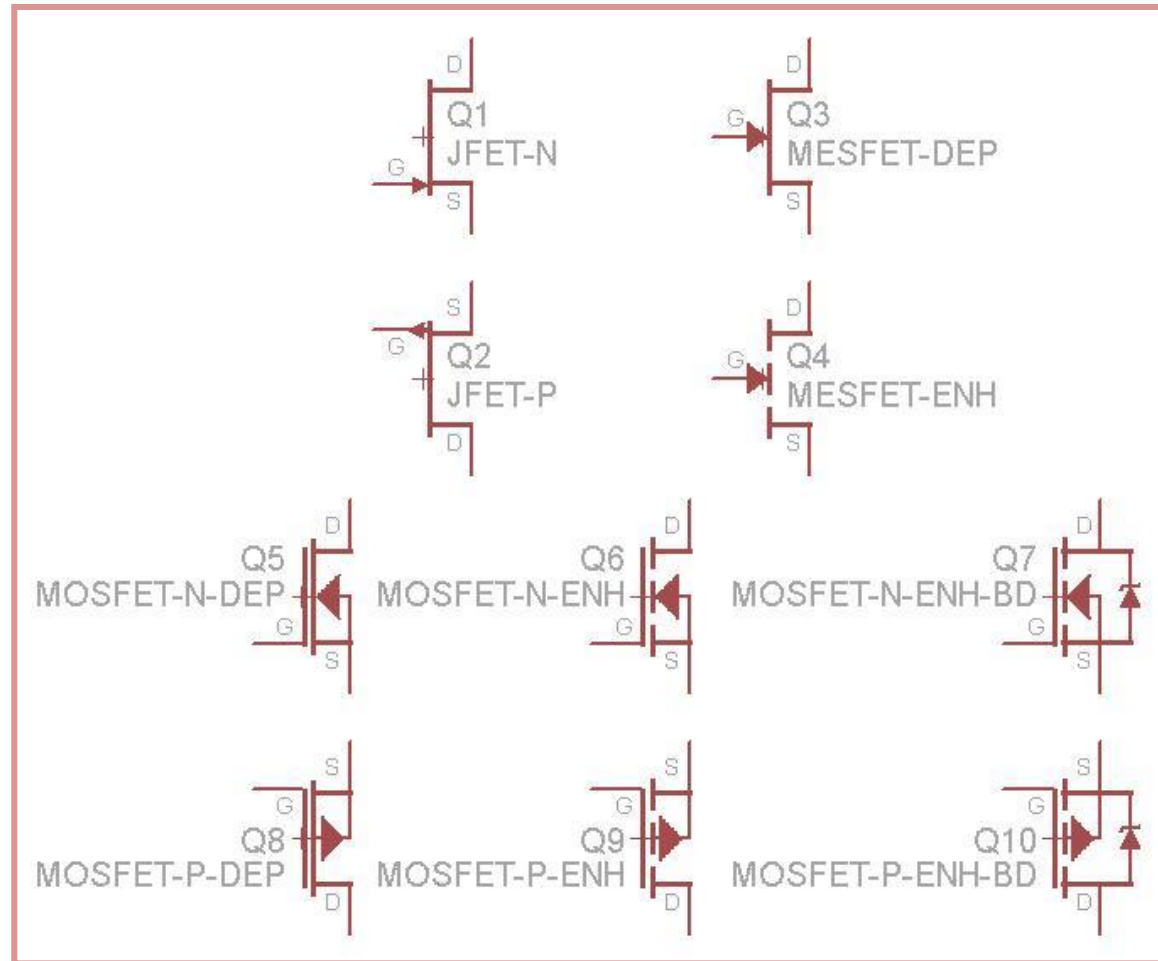 D
Q1
JFET-N
G
S
D
G
Q3
MESFET-DEP
S
S
G
Q2
JFET-P
D
D
G
Q4
MESFET-ENH
S
D
Q5
MOSFET-N-DEP
G
S
D
Q6
MOSFET-N-ENH
G
S
D
Q7
MOSFET-N-ENH-BD
G
S
S
G
Q8
MOSFET-P-DEP
D
S
G
Q9
MOSFET-P-ENH
D
S
G
Q10
MOSFET-P-ENH-BD
D